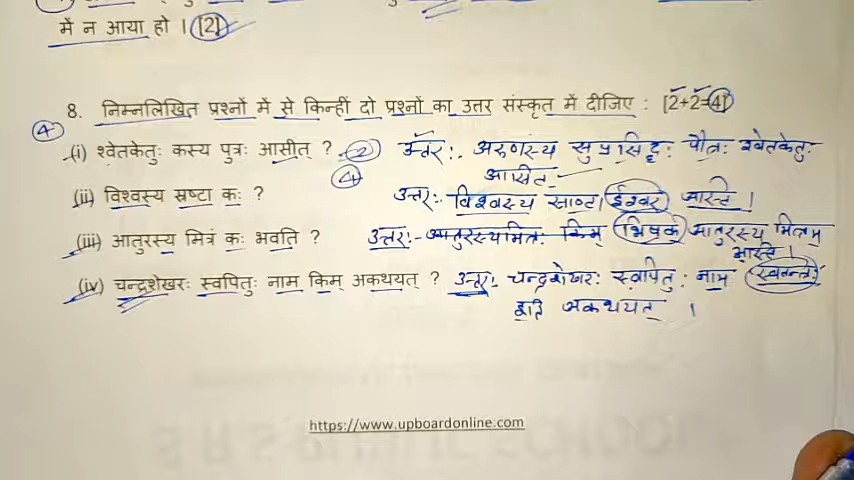 में न आया हो । [2]
8. निम्नलिखित प्रश्नों में से किन्हीं दो प्रश्नों का उत्तर संस्कृत में दीजिए : [2+2=4]
④
(i) श्वेतकेतुः कस्य पुत्रः आसीत् ? 2 उत्तरः- अरुणस्य सुप्रसिद्धः पौत्रः श्वेतकेतुः
④ आसित
(ii) विश्वस्य स्रष्टा कः ? उत्तरः- विश्वस्य ईश्वर अस्ति ।
(iii) आतुरस्य मित्रं कः भवति ? उत्तरः- आतुरस्यमित्रः किम् भिषक् आतुरस्य मित्रम्
अस्ति ।
(iv) चन्द्रशेखरः स्वपितुः नाम किम् अकथयत् ? उत्तरः- चन्द्रशेखरः स्वपितुः नाम स्वतन्त्रः
इति अकथयत् ।
https://www.upboardonline.com